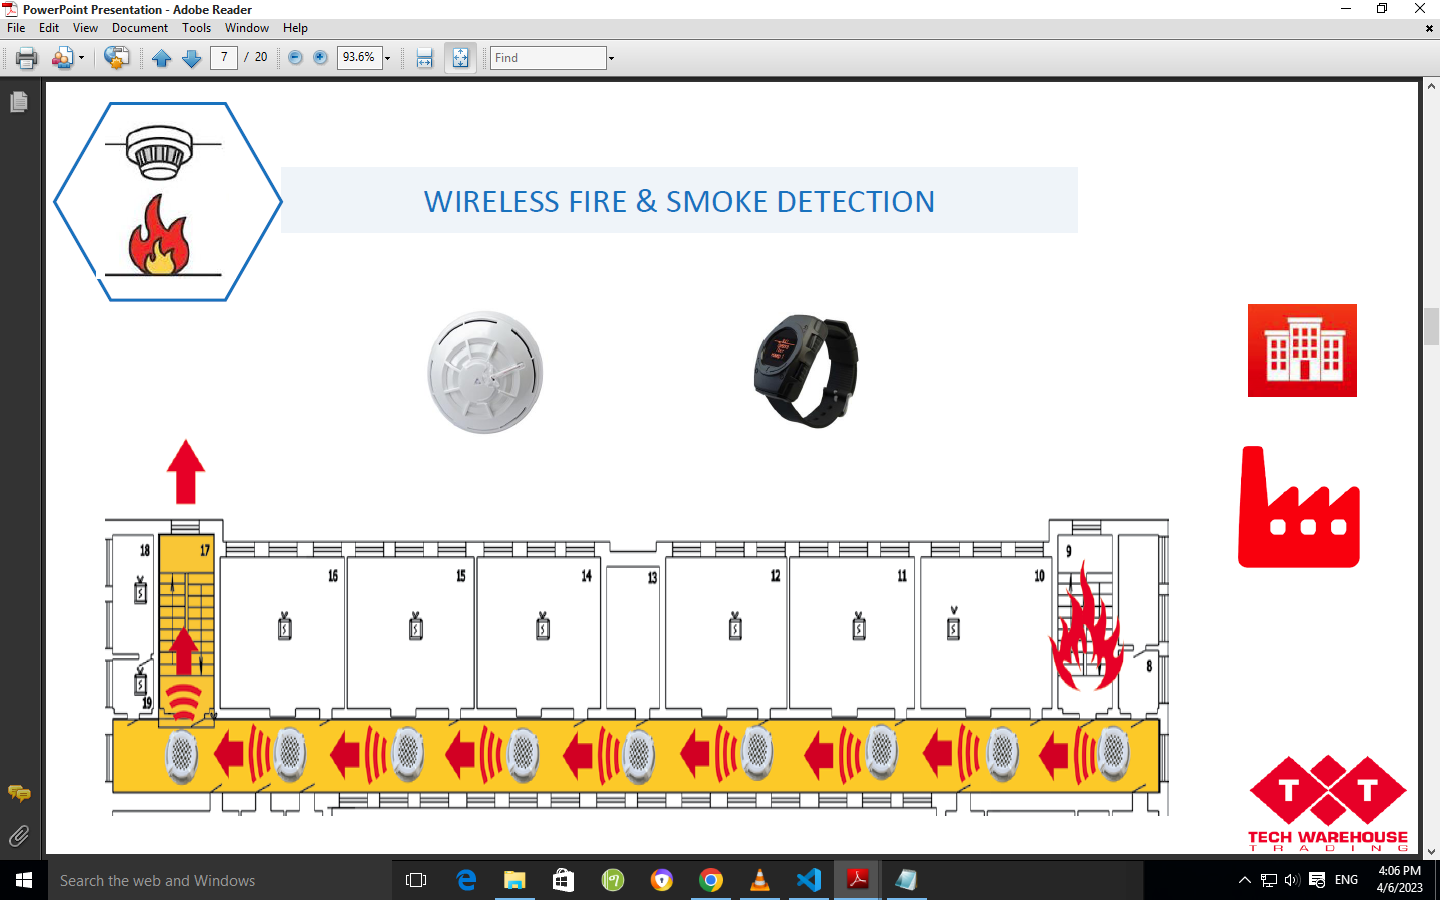 PowerPoint Presentation - Adobe Reader
File Edit View Document Tools Window Help
7 / 20 93.6% Find
WIRELESS FIRE & SMOKE DETECTION
18 17 16 15 14 13 12 11 10 9
19 8
T T
TECH WAREHOUSE
TRADING
Search the web and Windows
ENG
4:06 PM
4/6/2023